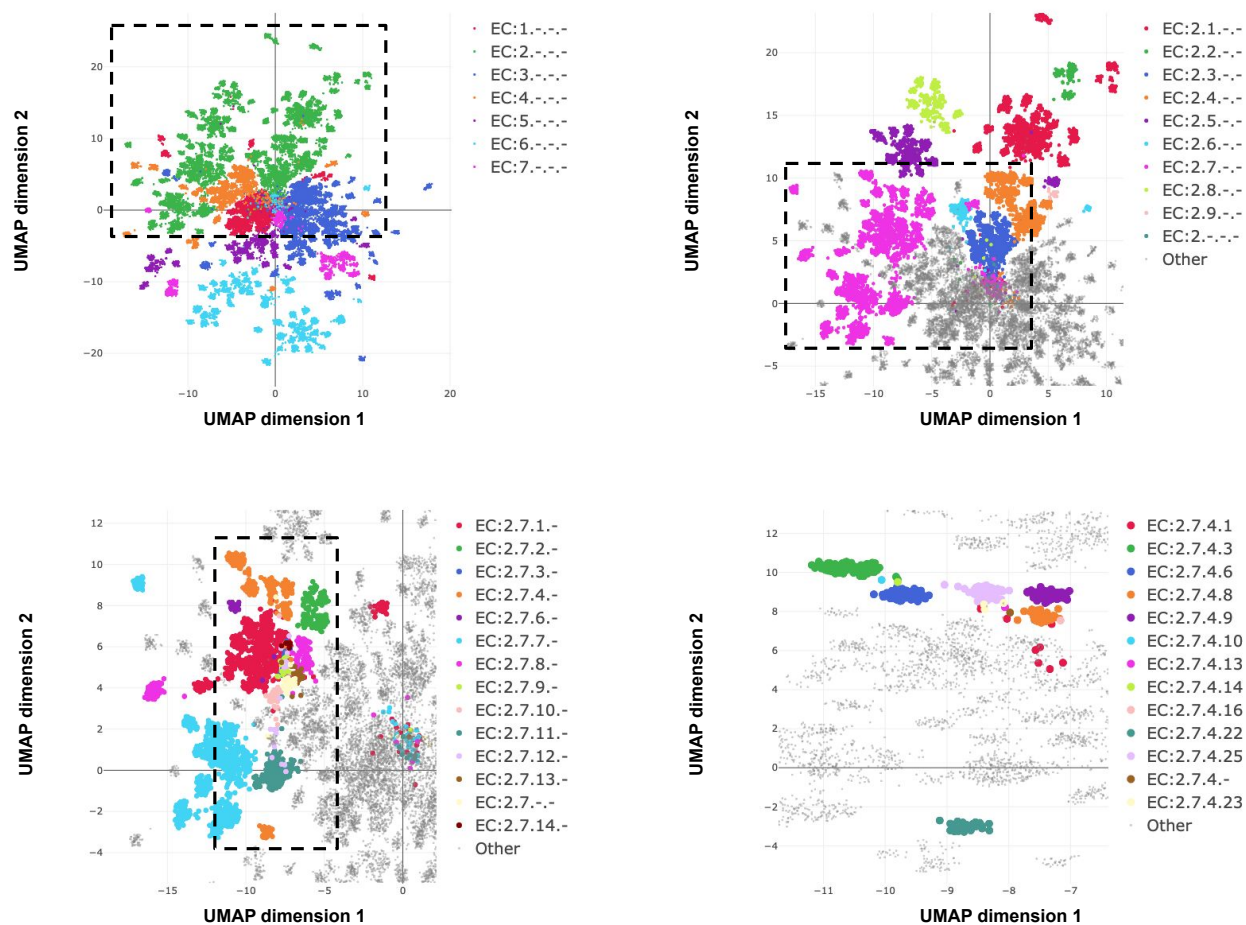 UMAP dimension 2
20
10
0
−10
−20
−10
0
10
20
UMAP dimension 1
EC:1.-.-.-
EC:2.-.-.-
EC:3.-.-.-
EC:4.-.-.-
EC:5.-.-.-
EC:6.-.-.-
EC:7.-.-.-
UMAP dimension 2
20
15
10
5
0
−5
−15
−10
−5
0
5
10
UMAP dimension 1
EC:2.1.-.-
EC:2.2.-.-
EC:2.3.-.-
EC:2.4.-.-
EC:2.5.-.-
EC:2.6.-.-
EC:2.7.-.-
EC:2.8.-.-
EC:2.9.-.-
EC:2.-.-.-
Other
UMAP dimension 2
12
10
8
6
4
2
0
−2
−4
−15
−10
−5
0
UMAP dimension 1
EC:2.7.1.-
EC:2.7.2.-
EC:2.7.3.-
EC:2.7.4.-
EC:2.7.6.-
EC:2.7.7.-
EC:2.7.8.-
EC:2.7.9.-
EC:2.7.10.-
EC:2.7.11.-
EC:2.7.12.-
EC:2.7.13.-
EC:2.7.-.-
EC:2.7.14.-
Other
UMAP dimension 2
12
10
8
6
4
2
0
−2
−4
−11
−10
−9
−8
−7
UMAP dimension 1
EC:2.7.4.1
EC:2.7.4.3
EC:2.7.4.6
EC:2.7.4.8
EC:2.7.4.9
EC:2.7.4.10
EC:2.7.4.13
EC:2.7.4.14
EC:2.7.4.16
EC:2.7.4.22
EC:2.7.4.25
EC:2.7.4.-
EC:2.7.4.23
Other